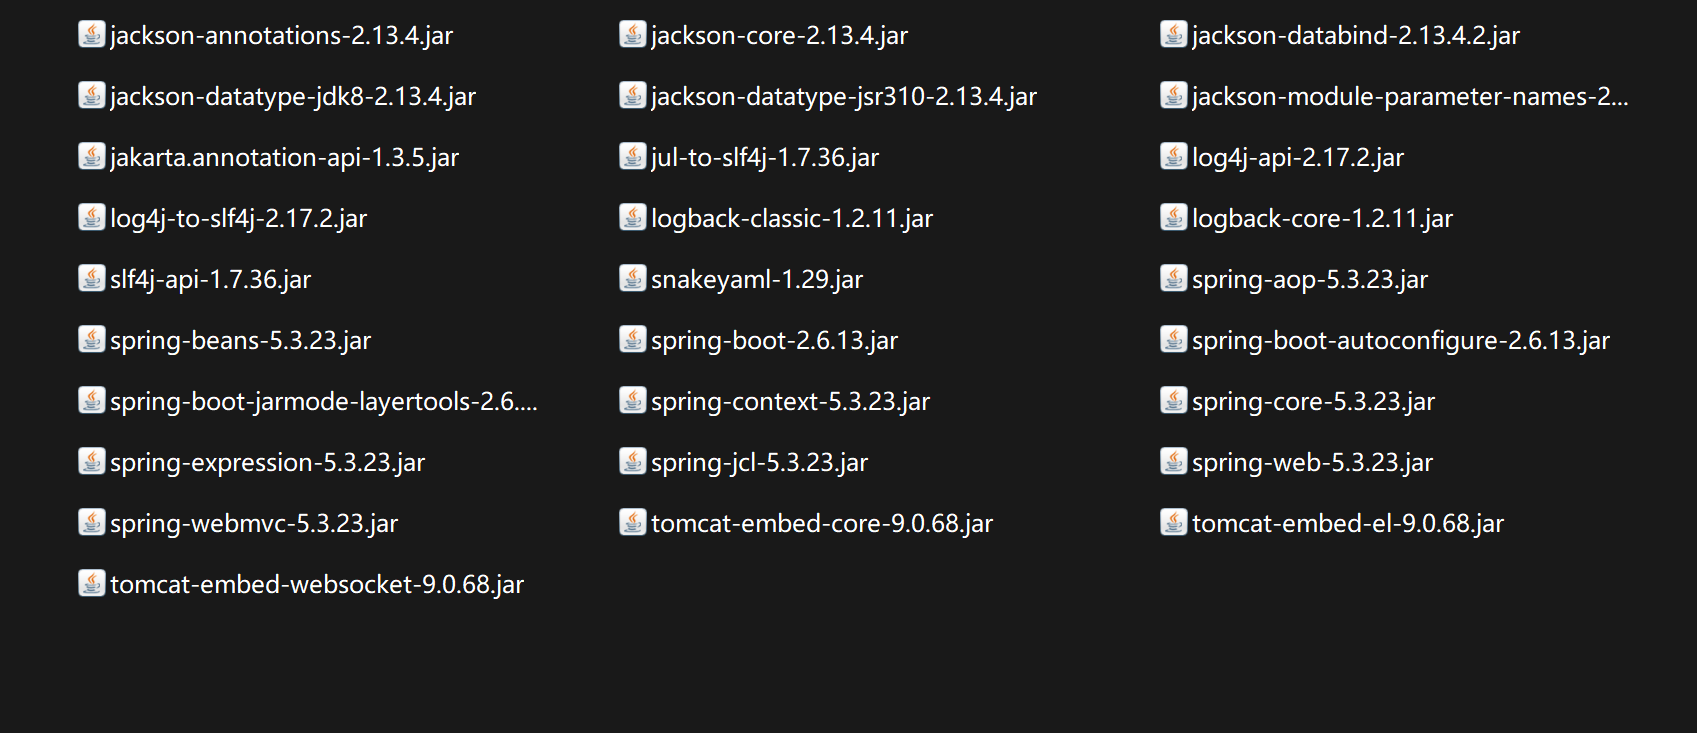 jackson-annotations-2.13.4.jar
jackson-core-2.13.4.jar
jackson-databind-2.13.4.2.jar
jackson-datatype-jdk8-2.13.4.jar
jackson-datatype-jsr310-2.13.4.jar
jackson-module-parameter-names-2...
jakarta.annotation-api-1.3.5.jar
jul-to-slf4j-1.7.36.jar
log4j-api-2.17.2.jar
log4j-to-slf4j-2.17.2.jar
logback-classic-1.2.11.jar
logback-core-1.2.11.jar
slf4j-api-1.7.36.jar
snakeyaml-1.29.jar
spring-aop-5.3.23.jar
spring-beans-5.3.23.jar
spring-boot-2.6.13.jar
spring-boot-autoconfigure-2.6.13.jar
spring-boot-jarmode-layertools-2.6....
spring-context-5.3.23.jar
spring-core-5.3.23.jar
spring-expression-5.3.23.jar
spring-jcl-5.3.23.jar
spring-web-5.3.23.jar
spring-webmvc-5.3.23.jar
tomcat-embed-core-9.0.68.jar
tomcat-embed-el-9.0.68.jar
tomcat-embed-websocket-9.0.68.jar